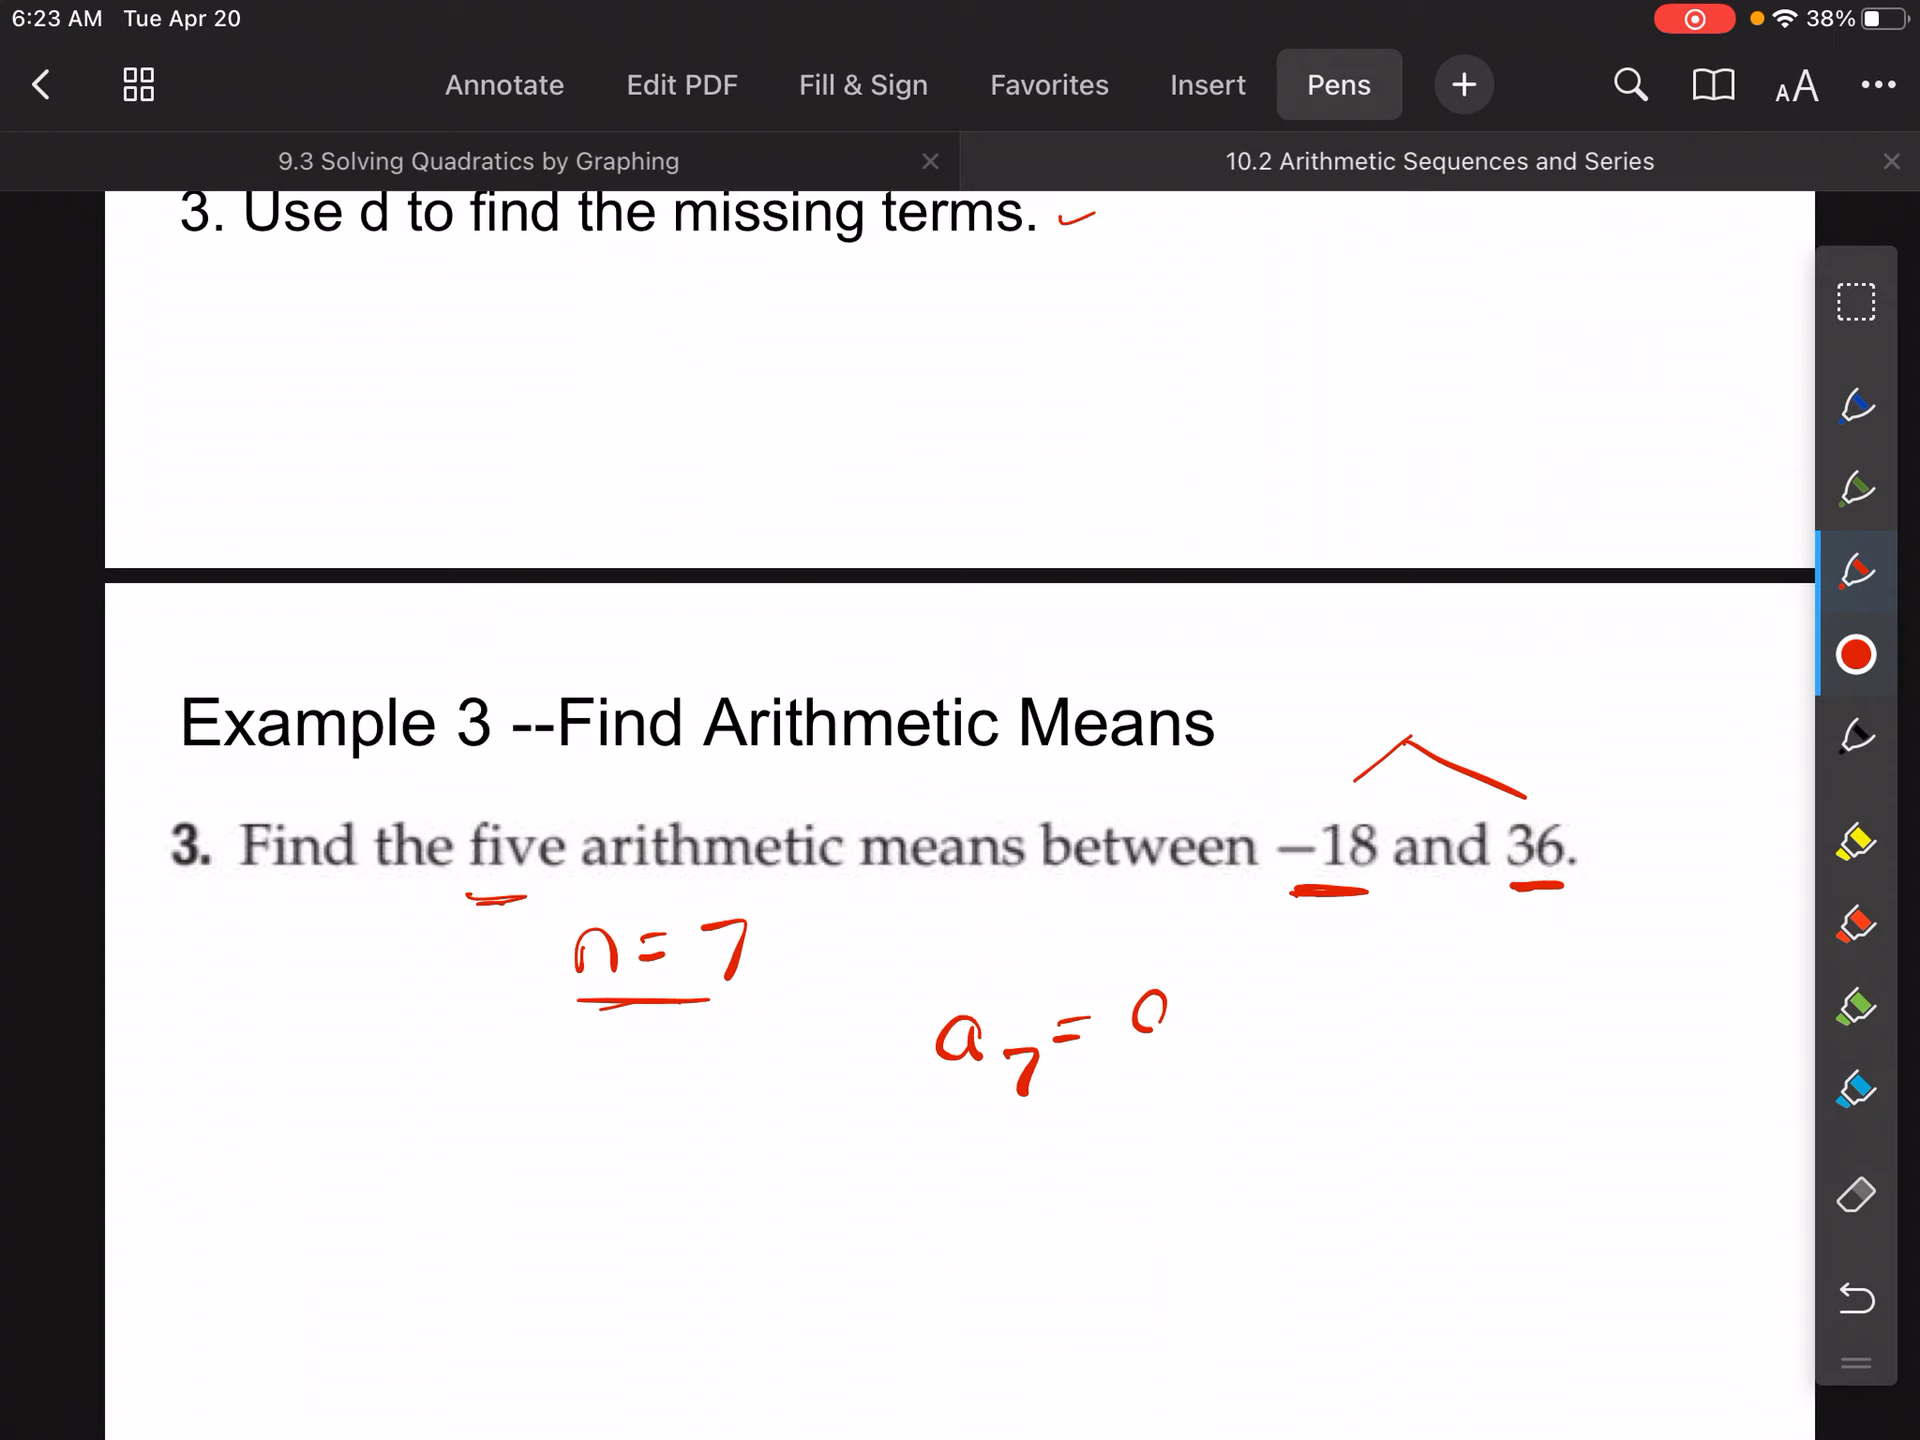 6:23 AM Tue Apr 20
38%
Annotate Edit PDF Fill & Sign Favorites Insert Pens
AA
9.3 Solving Quadratics by Graphing
10.2 Arithmetic Sequences and Series
3. Use d to find the missing terms.
Example 3 --Find Arithmetic Means
3. Find the five arithmetic means between −18 and 36.
n = 7
a₇ =